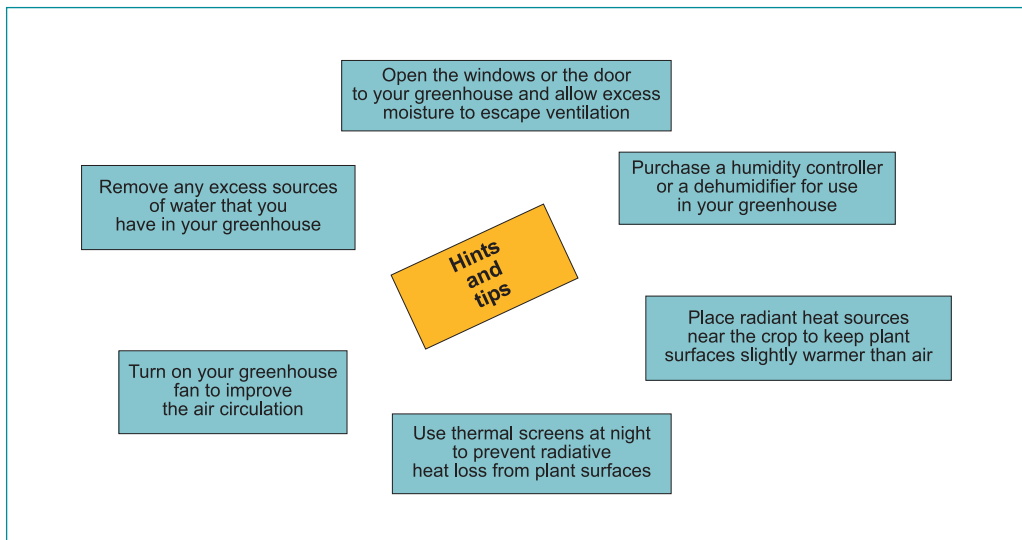 Open the windows or the door
to your greenhouse and allow excess
moisture to escape ventilation
Purchase a humidity controller
or a dehumidifier for use
in your greenhouse
Remove any excess sources
of water that you
have in your greenhouse
Hints
and
tips
Place radiant heat sources
near the crop to keep plant
surfaces slightly warmer than air
Turn on your greenhouse
fan to improve
the air circulation
Use thermal screens at night
to prevent radiative
heat loss from plant surfaces